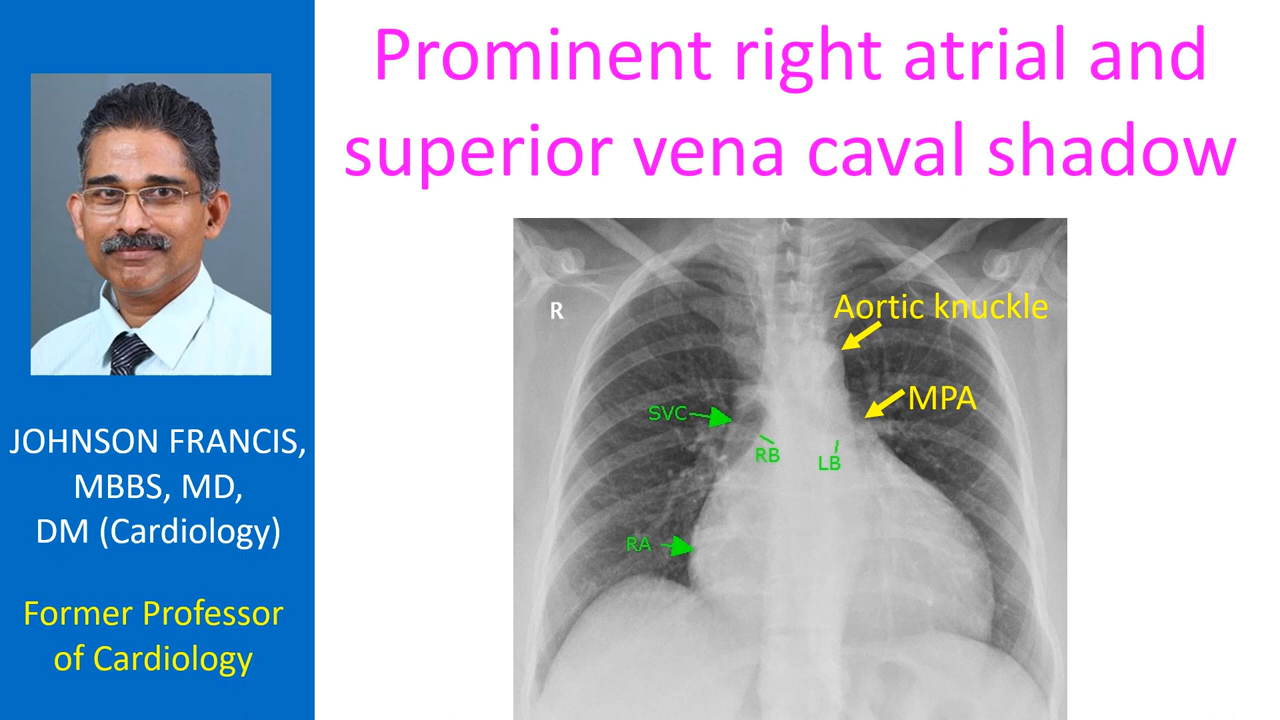 Prominent right atrial and
superior vena caval shadow
JOHNSON FRANCIS,
MBBS, MD,
DM (Cardiology)
Former Professor
of Cardiology
R
Aortic knuckle
MPA
SVC
RB
LB
RA